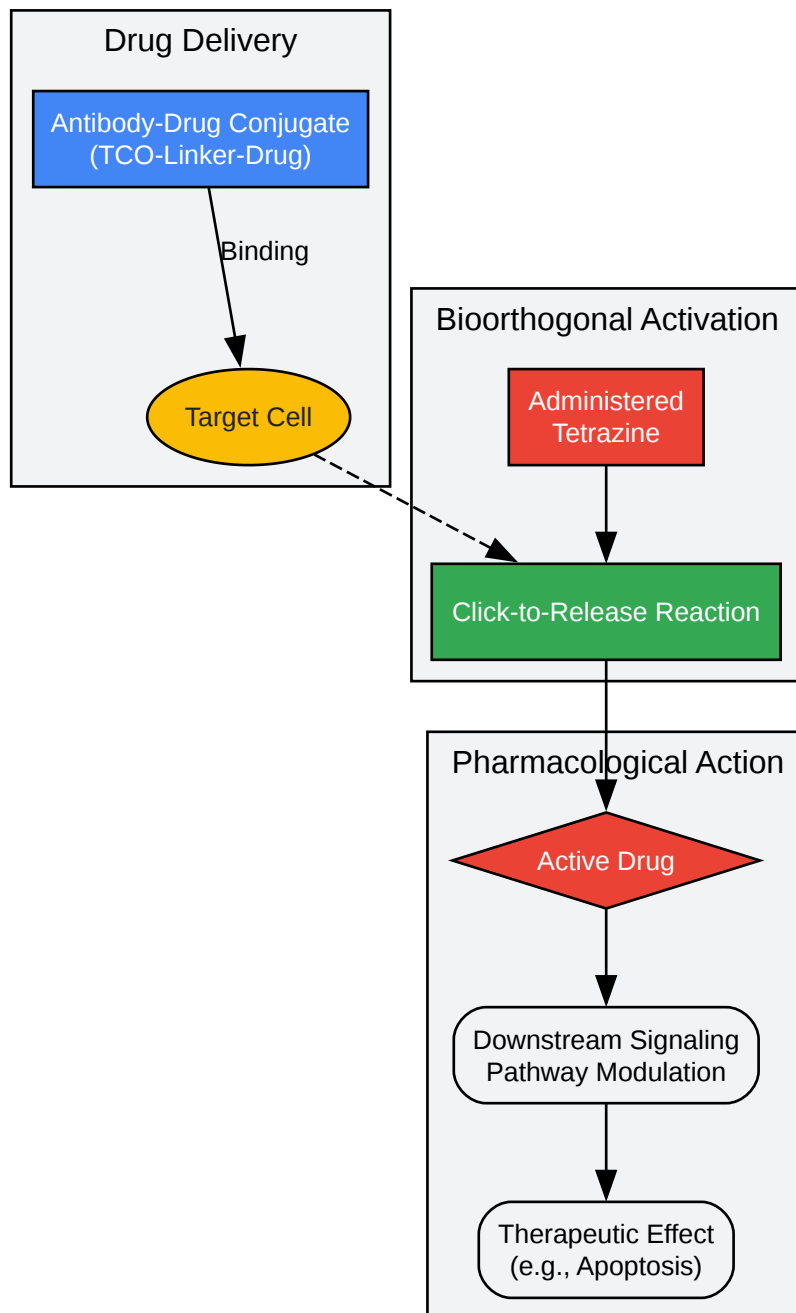 Drug Delivery
Antibody-Drug Conjugate
(TCO-Linker-Drug)
Binding
Target Cell
Bioorthogonal Activation
Administered
Tetrazine
Click-to-Release Reaction
Pharmacological Action
Active Drug
Downstream Signaling
Pathway Modulation
Therapeutic Effect
(e.g., Apoptosis)